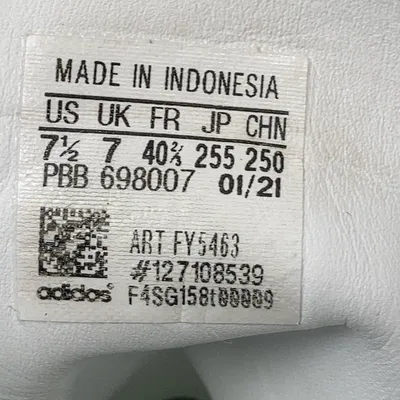 MADE IN INDONESIA
US UK FR JP CHN
7½ 7 40⅔ 255 250
PBB 698007 01/21
ART FY5463
#127108539
adidas F4SG158t00009